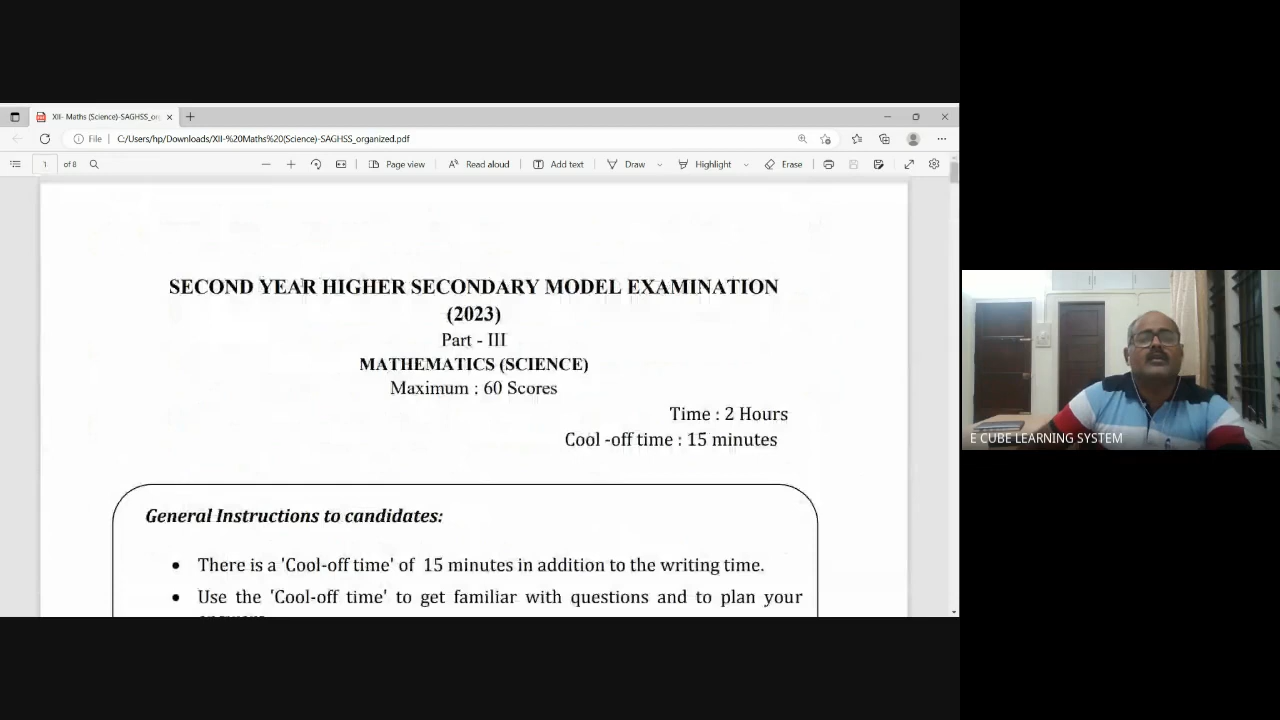 XII- Maths (Science)-SAGHSS_or
File
C:/Users/hp/Downloads/XII-%20Maths%20(Science)-SAGHSS_organized.pdf
1 of 8
Page view
Read aloud
Add text
Draw
Highlight
Erase
SECOND YEAR HIGHER SECONDARY MODEL EXAMINATION
(2023)
Part - III
MATHEMATICS (SCIENCE)
Maximum : 60 Scores
Time : 2 Hours
Cool -off time : 15 minutes
General Instructions to candidates:
• There is a 'Cool-off time' of 15 minutes in addition to the writing time.
• Use the 'Cool-off time' to get familiar with questions and to plan your
E CUBE LEARNING SYSTEM